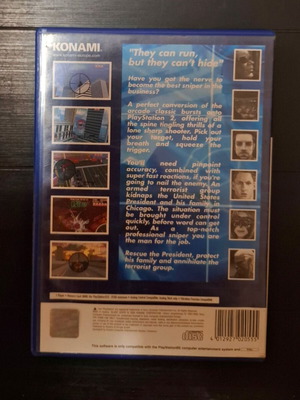 KONAMI
"They can run,
but they can't hide"
Have you got the nerve to
become the best sniper in the
business?
A perfect conversion of the
arcade classic bursts onto
PlayStation 2, offering all
the spine tingling thrills of a
lone sharp shooter. Pick out
your target, hold your
breath and squeeze the
trigger.
You'll need pinpoint
accuracy, combined with
super fast reactions, if you're
going to nail the enemy. An
armed terrorist group
kidnaps the United States
President and his family in
Chicago. The situation must
be brought under control
quickly, before word can get
out. As a top-notch
professional sniper you are
the man for the job.
Rescue the President, protect
his family and annihilate the
terrorist group.
4 012927 020555